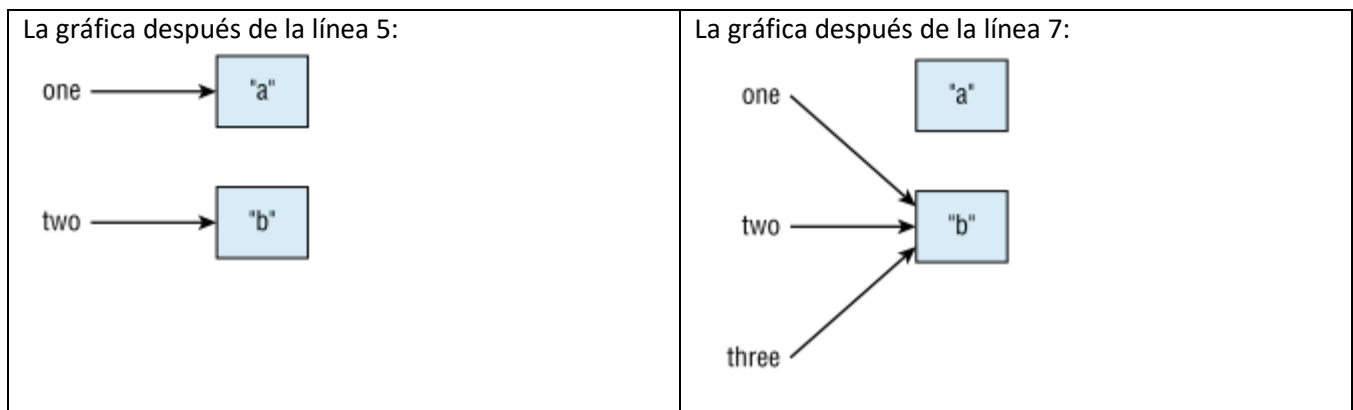 La gráfica después de la línea 5:
one
"a"
two
"b"
La gráfica después de la línea 7:
one
"a"
two
"b"
three